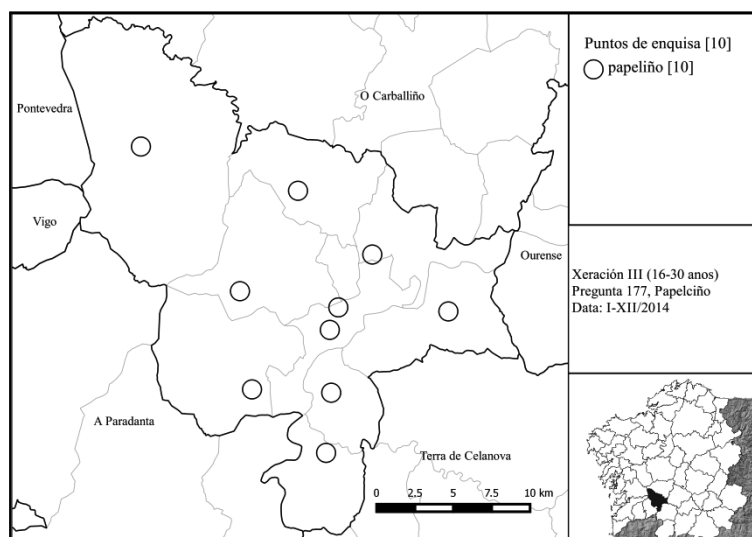 Puntos de enquisa [10]
papeliño [10]
O Carballiño
Pontevedra
Vigo
Ourense
Xeración III (16-30 anos)
Pregunta 177, Papelciño
Data: I-XII/2014
A Paradanta
Terra de Celanova
0 2,5 5 7.5 10 km